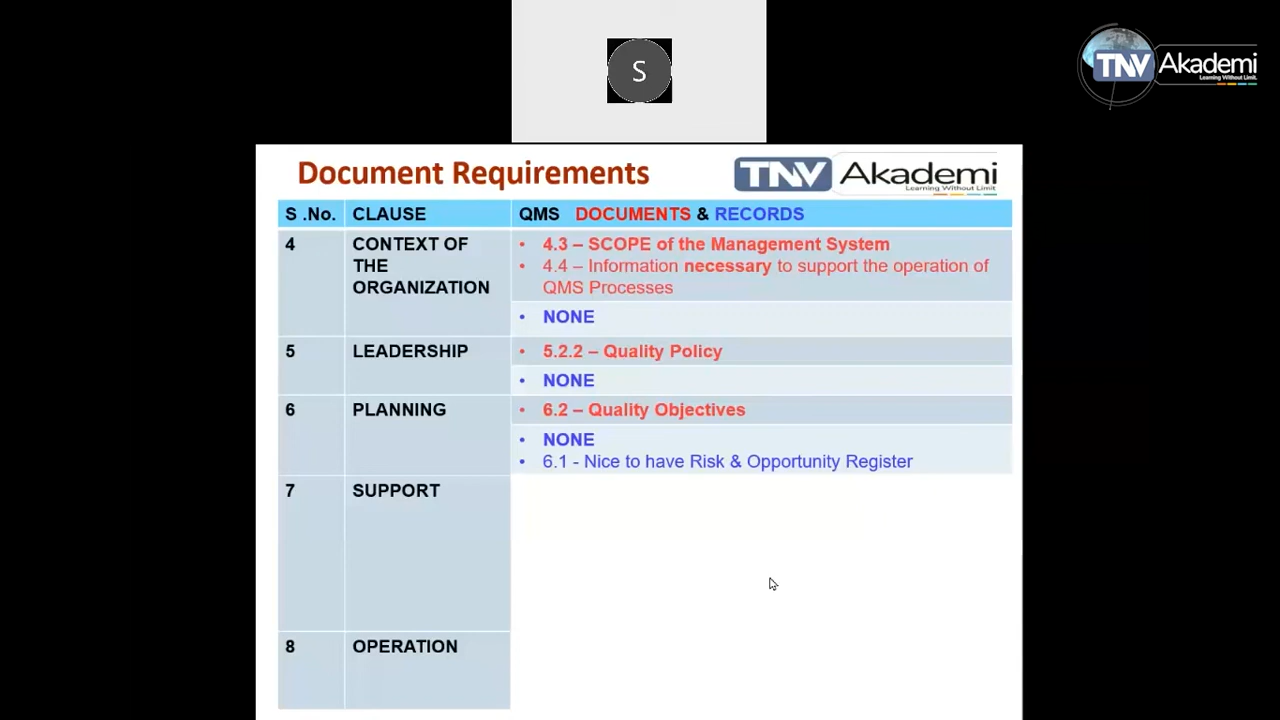 S
TNV Akademi
Learning Without Limit.
Document Requirements
TNV Akademi
Learning Without Limit
S .No. CLAUSE QMS DOCUMENTS & RECORDS
4 CONTEXT OF THE ORGANIZATION
• 4.3 – SCOPE of the Management System
• 4.4 – Information necessary to support the operation of
QMS Processes
• NONE
5 LEADERSHIP • 5.2.2 – Quality Policy
• NONE
6 PLANNING • 6.2 – Quality Objectives
• NONE
• 6.1 - Nice to have Risk & Opportunity Register
7 SUPPORT
8 OPERATION